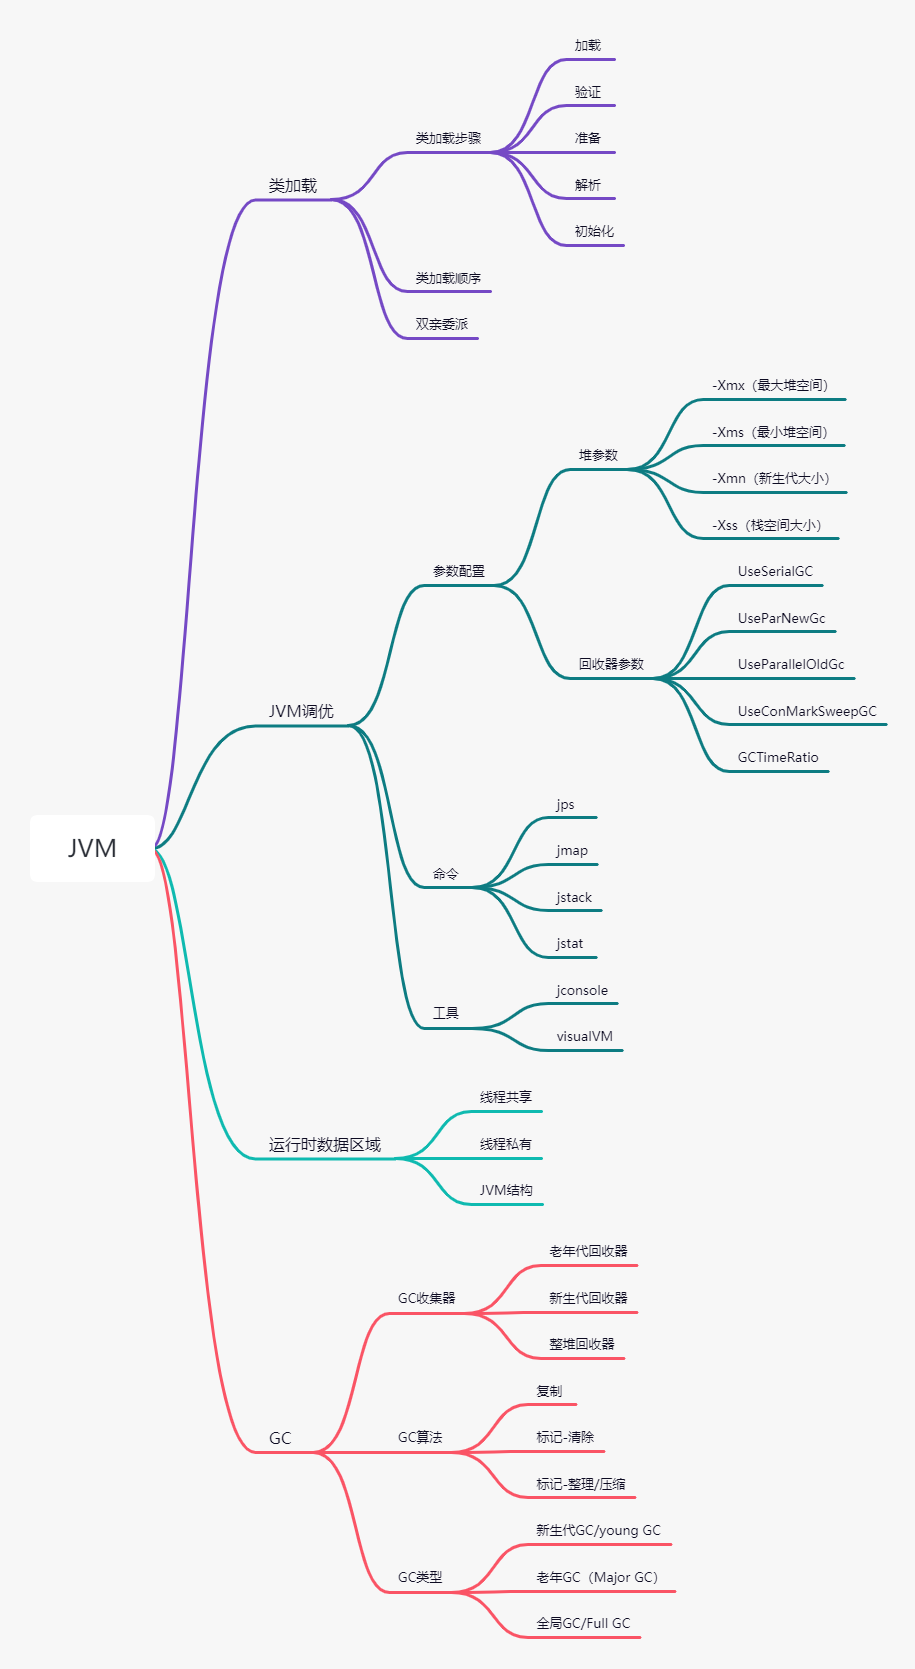 JVM
类加载
类加载步骤
加载
验证
准备
解析
初始化
类加载顺序
双亲委派
JVM调优
参数配置
堆参数
-Xmx（最大堆空间）
-Xms（最小堆空间）
-Xmn（新生代大小）
-Xss（栈空间大小）
回收器参数
UseSerialGC
UseParNewGc
UseParallelOldGc
UseConMarkSweepGC
GCTimeRatio
命令
jps
jmap
jstack
jstat
工具
jconsole
visualVM
运行时数据区域
线程共享
线程私有
JVM结构
GC
GC收集器
老年代回收器
新生代回收器
整堆回收器
GC算法
复制
标记-清除
标记-整理/压缩
GC类型
新生代GC/young GC
老年GC（Major GC）
全局GC/Full GC